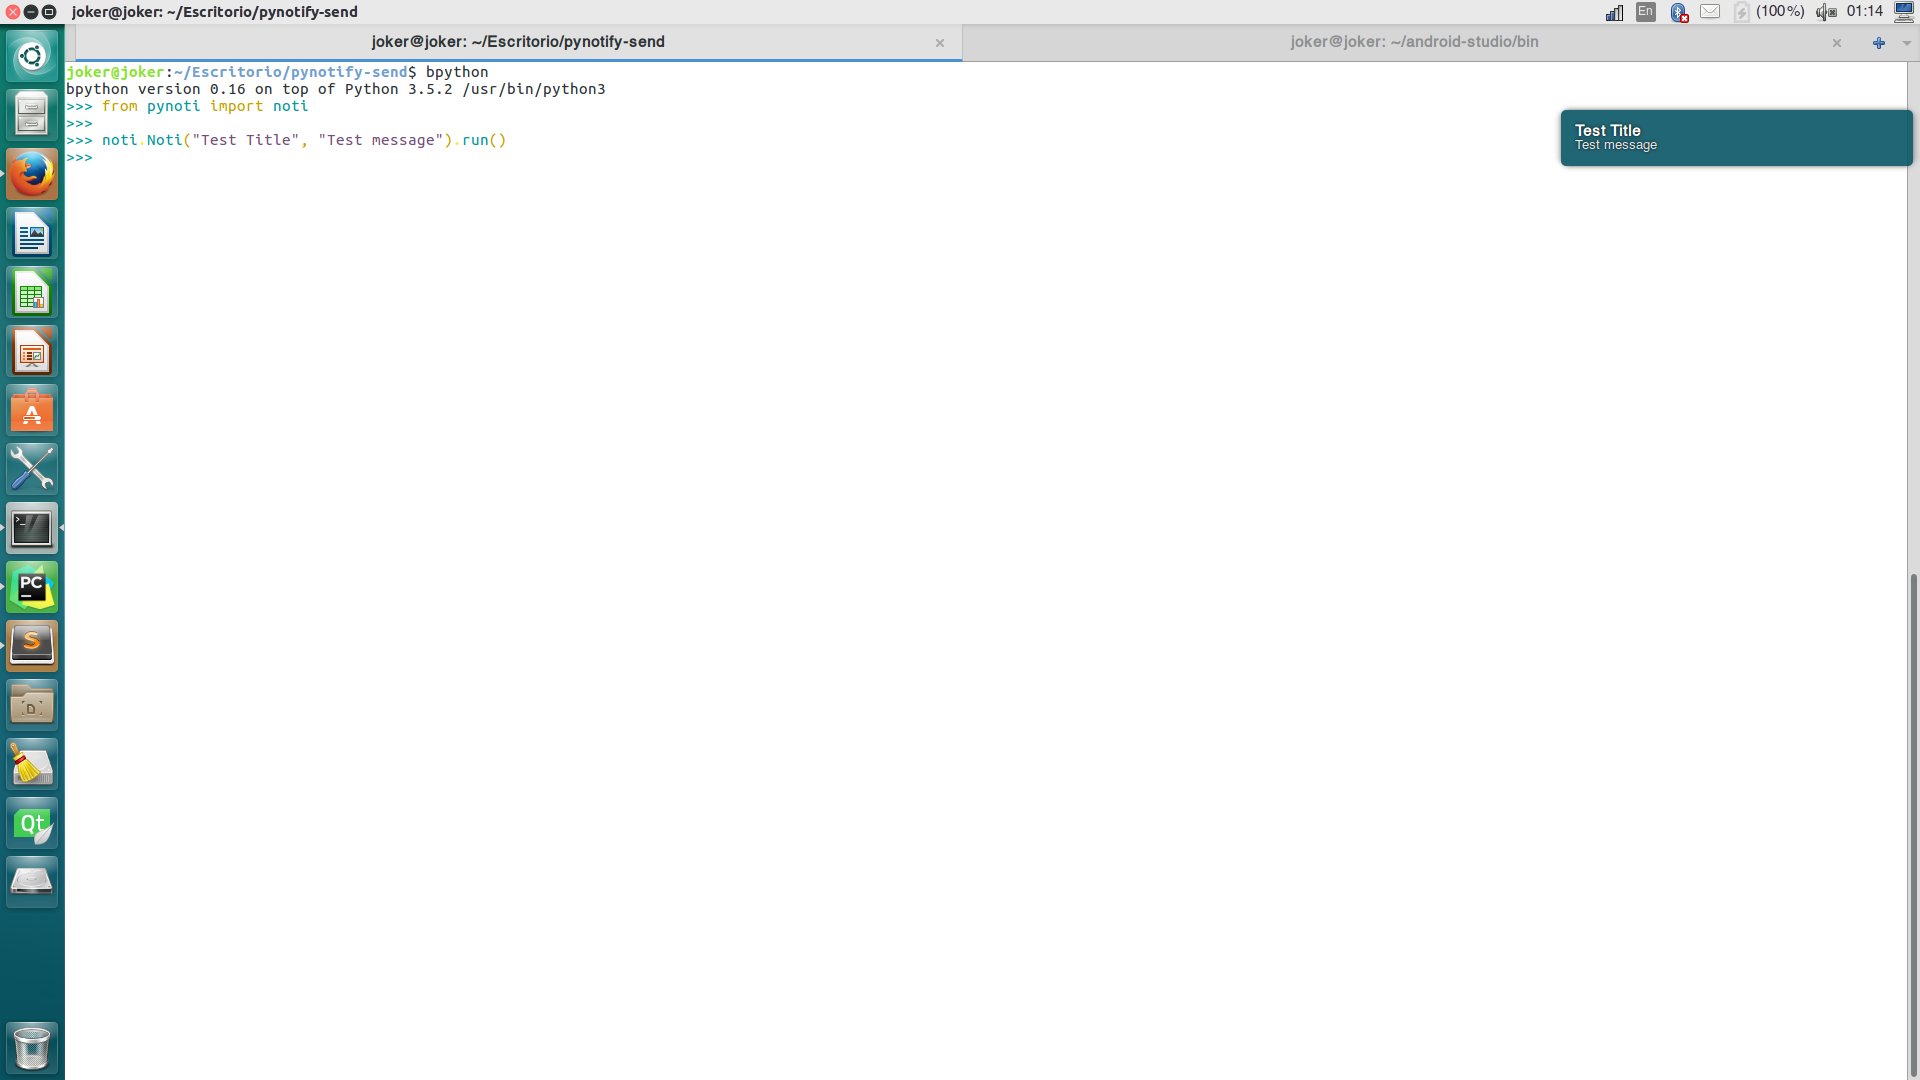 joker@joker: ~/Escritorio/pynotify-send
En
(100%)
01:14
joker@joker: ~/Escritorio/pynotify-send
joker@joker: ~/android-studio/bin
joker@joker:~/Escritorio/pynotify-send$ bpython
bpython version 0.16 on top of Python 3.5.2 /usr/bin/python3
>>> from pynoti import noti
>>>
>>> noti.Noti("Test Title", "Test message").run()
>>>
Test Title
Test message
A
>_
PC
S
D
Qt